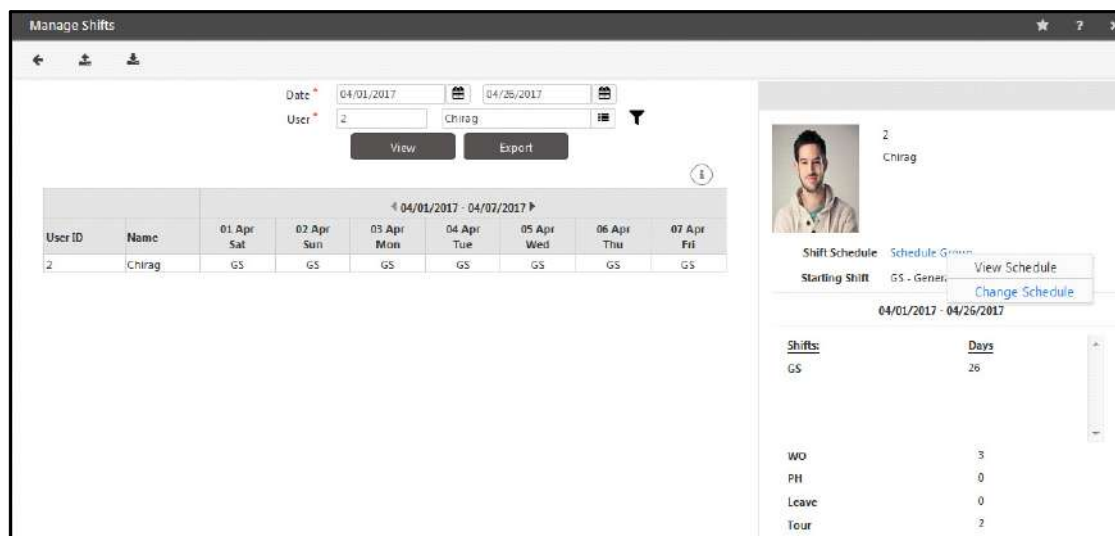 Manage Shifts
?
Date * 04/01/2017 04/26/2017
User * 2 Chirag
View Export
i
04/01/2017 - 04/07/2017
User ID Name 01 Apr Sat 02 Apr Sun 03 Apr Mon 04 Apr Tue 05 Apr Wed 06 Apr Thu 07 Apr Fri
2 Chirag GS GS GS GS GS GS GS
2
Chirag
Shift Schedule Schedule
Starting Shift GS -
View Schedule
Change Schedule
04/01/2017 - 04/26/2017
Shifts: Days
GS 26
WO 3
PH 0
Leave 0
Tour 2